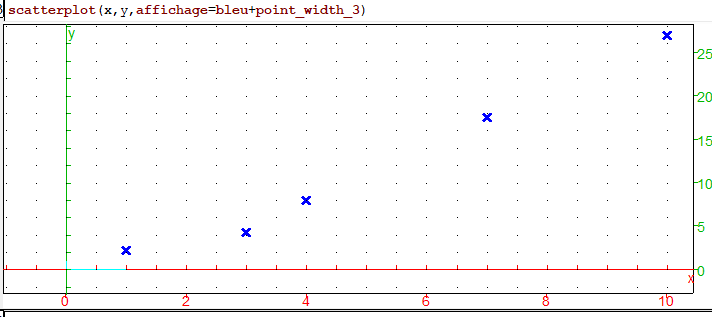 scatterplot(x,y,affichage=bleu+point_width_3)
y
25
20
15
10
5
0
x
0 2 4 6 8 10